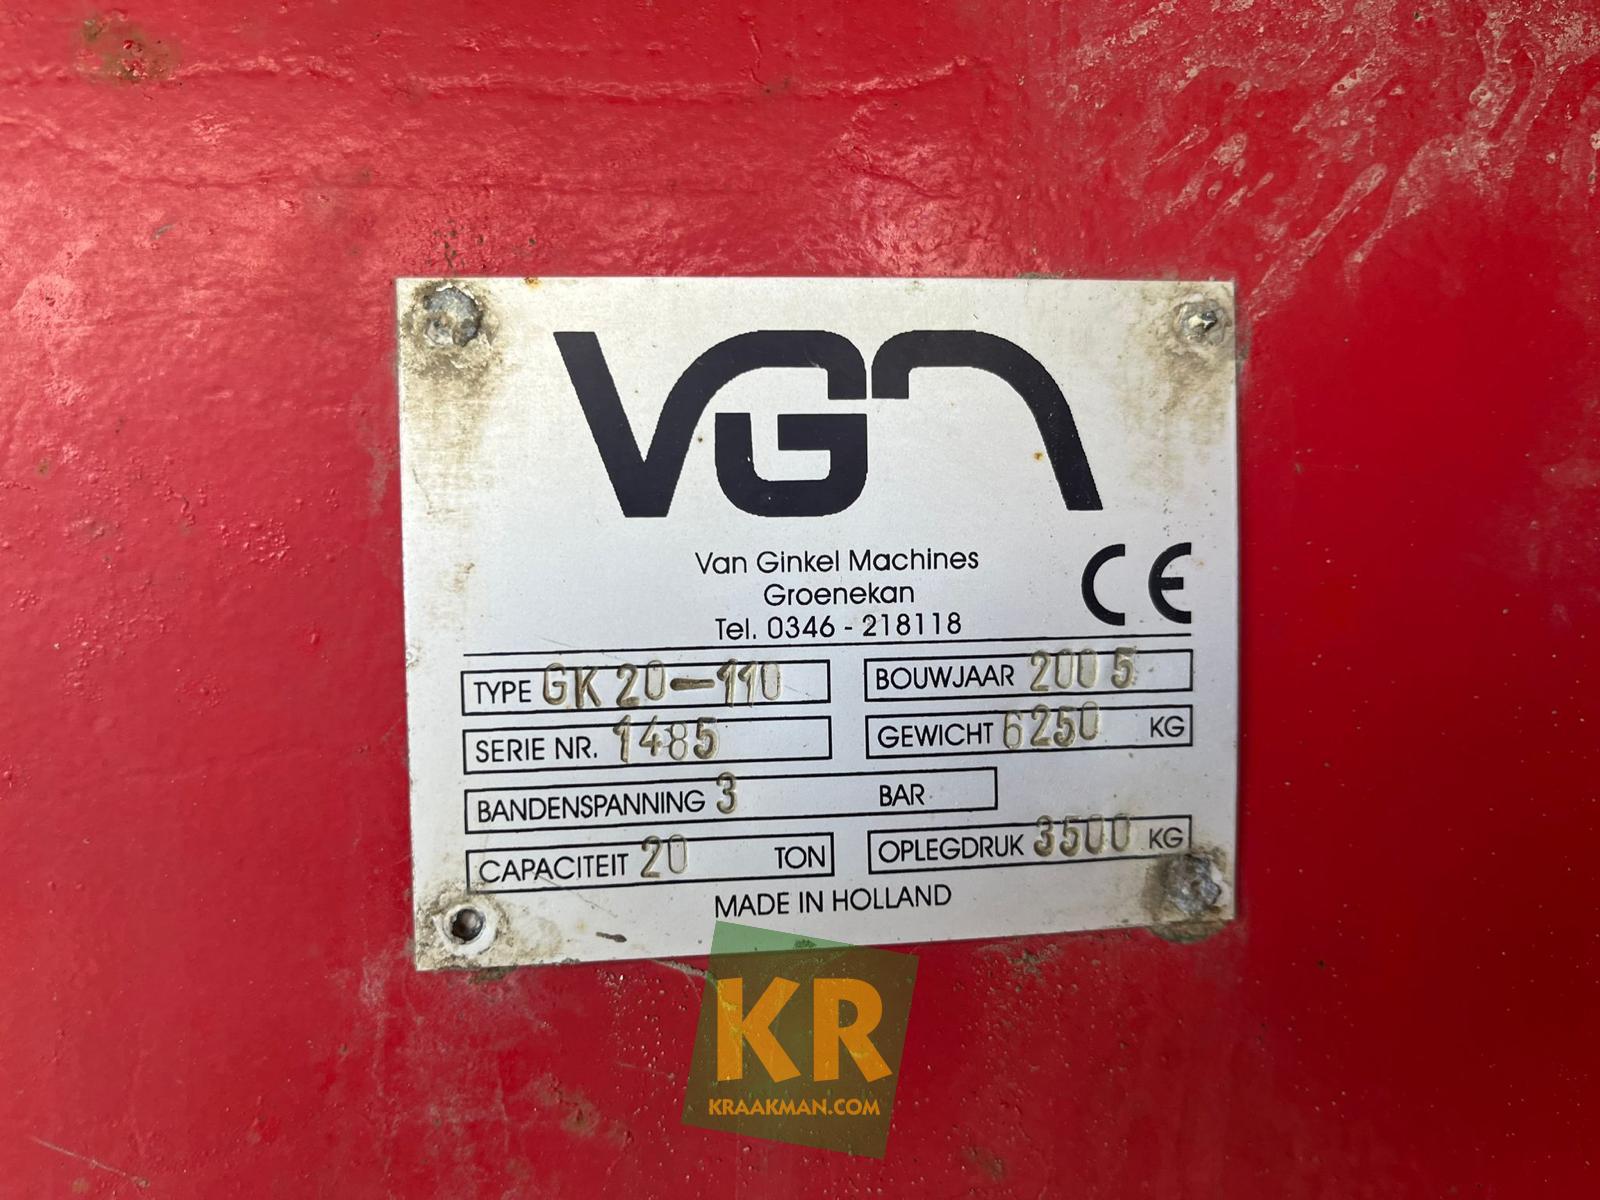 VGN
Van Ginkel Machines
Groenekan
Tel. 0346 - 218118
CE
TYPE GK 20-110
BOUWJAAR 2005
SERIE NR. 1485
GEWICHT 6250 KG
BANDENSPANNING 3 BAR
CAPACITEIT 20 TON
OPLEGDRUK 3500 KG
MADE IN HOLLAND
KR
KRAAKMAN.COM